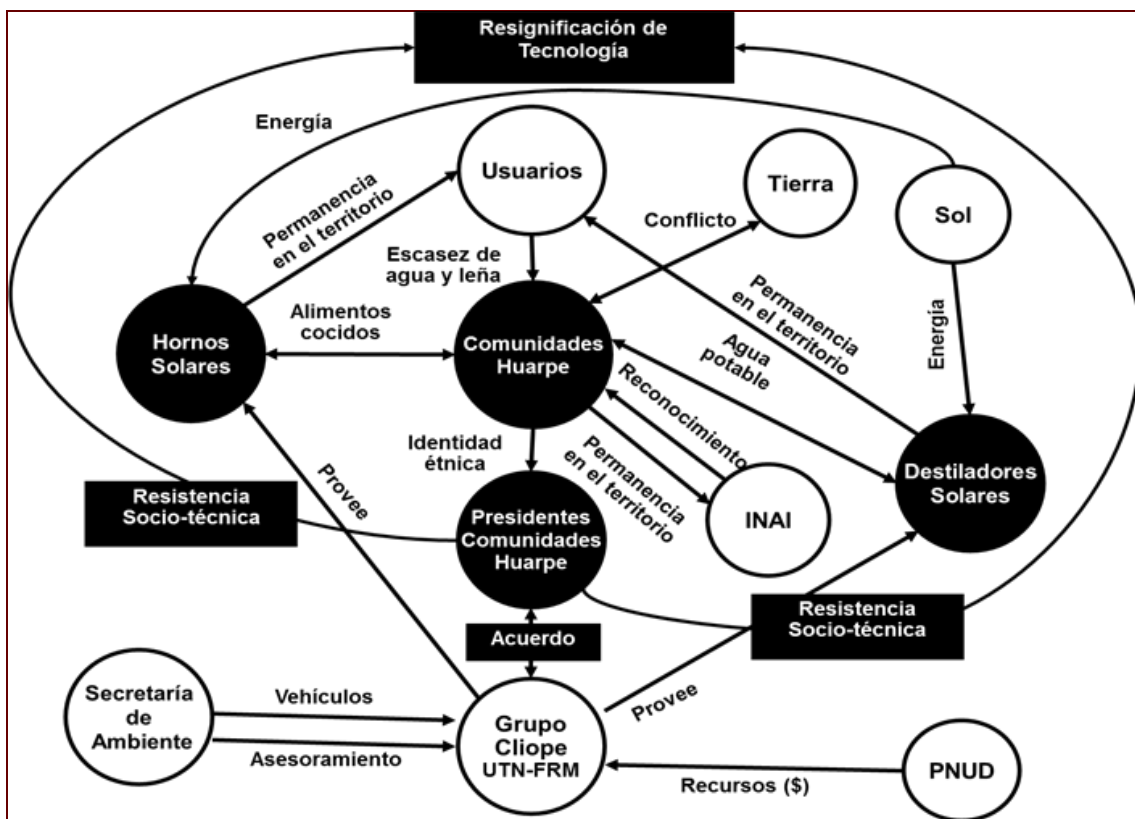 Resignificación de
Tecnología
Energía
Usuarios
Tierra
Sol
Permanencia
en el territorio
Conflicto
Escasez de
agua y leña
Hornos
Solares
Alimentos
cocidos
Comunidades
Huarpe
Permanencia
en el territorio
Agua
potable
Energía
Reconocimiento
Identidad
étnica
Permanencia
en el territorio
Destiladores
Solares
Provee
Resistencia
Socio-técnica
Presidentes
Comunidades
Huarpe
INAI
Resistencia
Socio-técnica
Acuerdo
Secretaría
de
Ambiente
Vehículos
Asesoramiento
Grupo
Cliope
UTN-FRM
Provee
Recursos ($)
PNUD